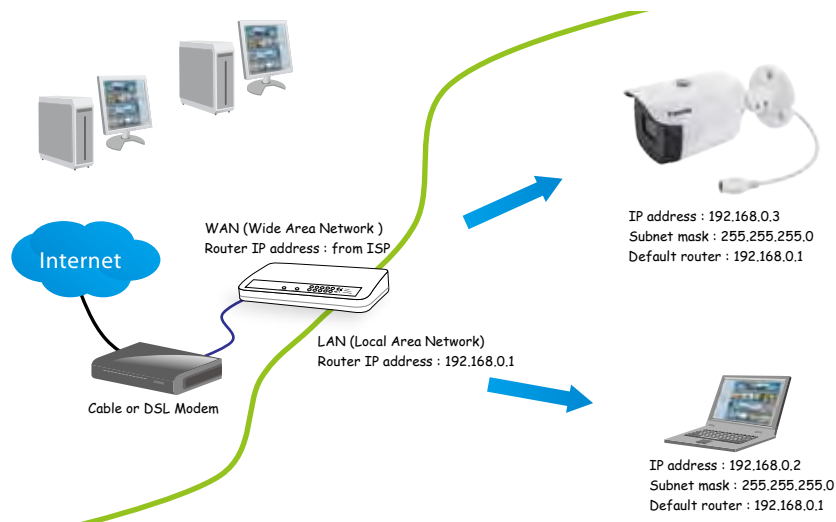 WAN (Wide Area Network )
Router IP address : from ISP
Internet
IP address : 192.168.0.3
Subnet mask : 255.255.255.0
Default router : 192.168.0.1
LAN (Local Area Network)
Router IP address : 192.168.0.1
Cable or DSL Modem
IP address : 192.168.0.2
Subnet mask : 255.255.255.0
Default router : 192.168.0.1